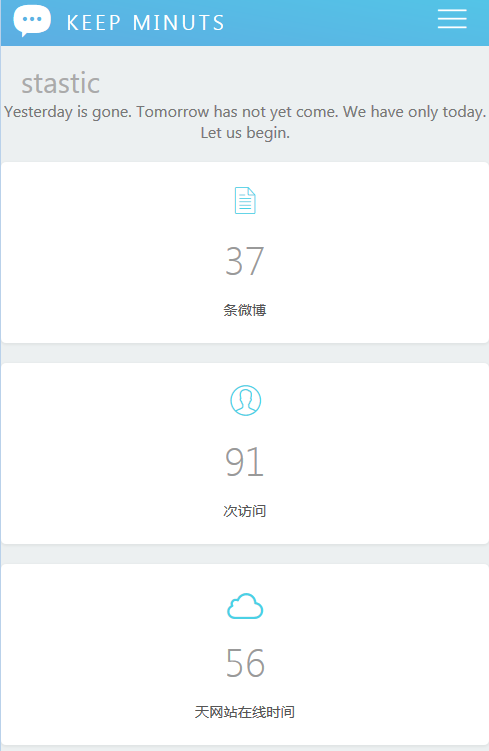 KEEP MINUTS
stastic
Yesterday is gone. Tomorrow has not yet come. We have only today.
Let us begin.
37
条微博
91
次访问
56
天网站在线时间